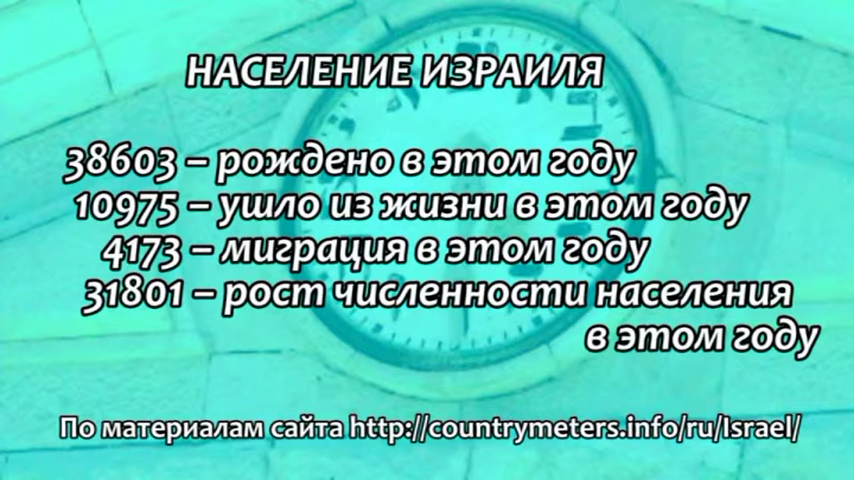 НАСЕЛЕНИЕ ИЗРАИЛЯ
38603 – рождено в этом году
10975 – ушло из жизни в этом году
4173 – миграция в этом году
31801 – рост численности населения
в этом году
По материалам сайта http://countrymeters.info/ru/Israel/